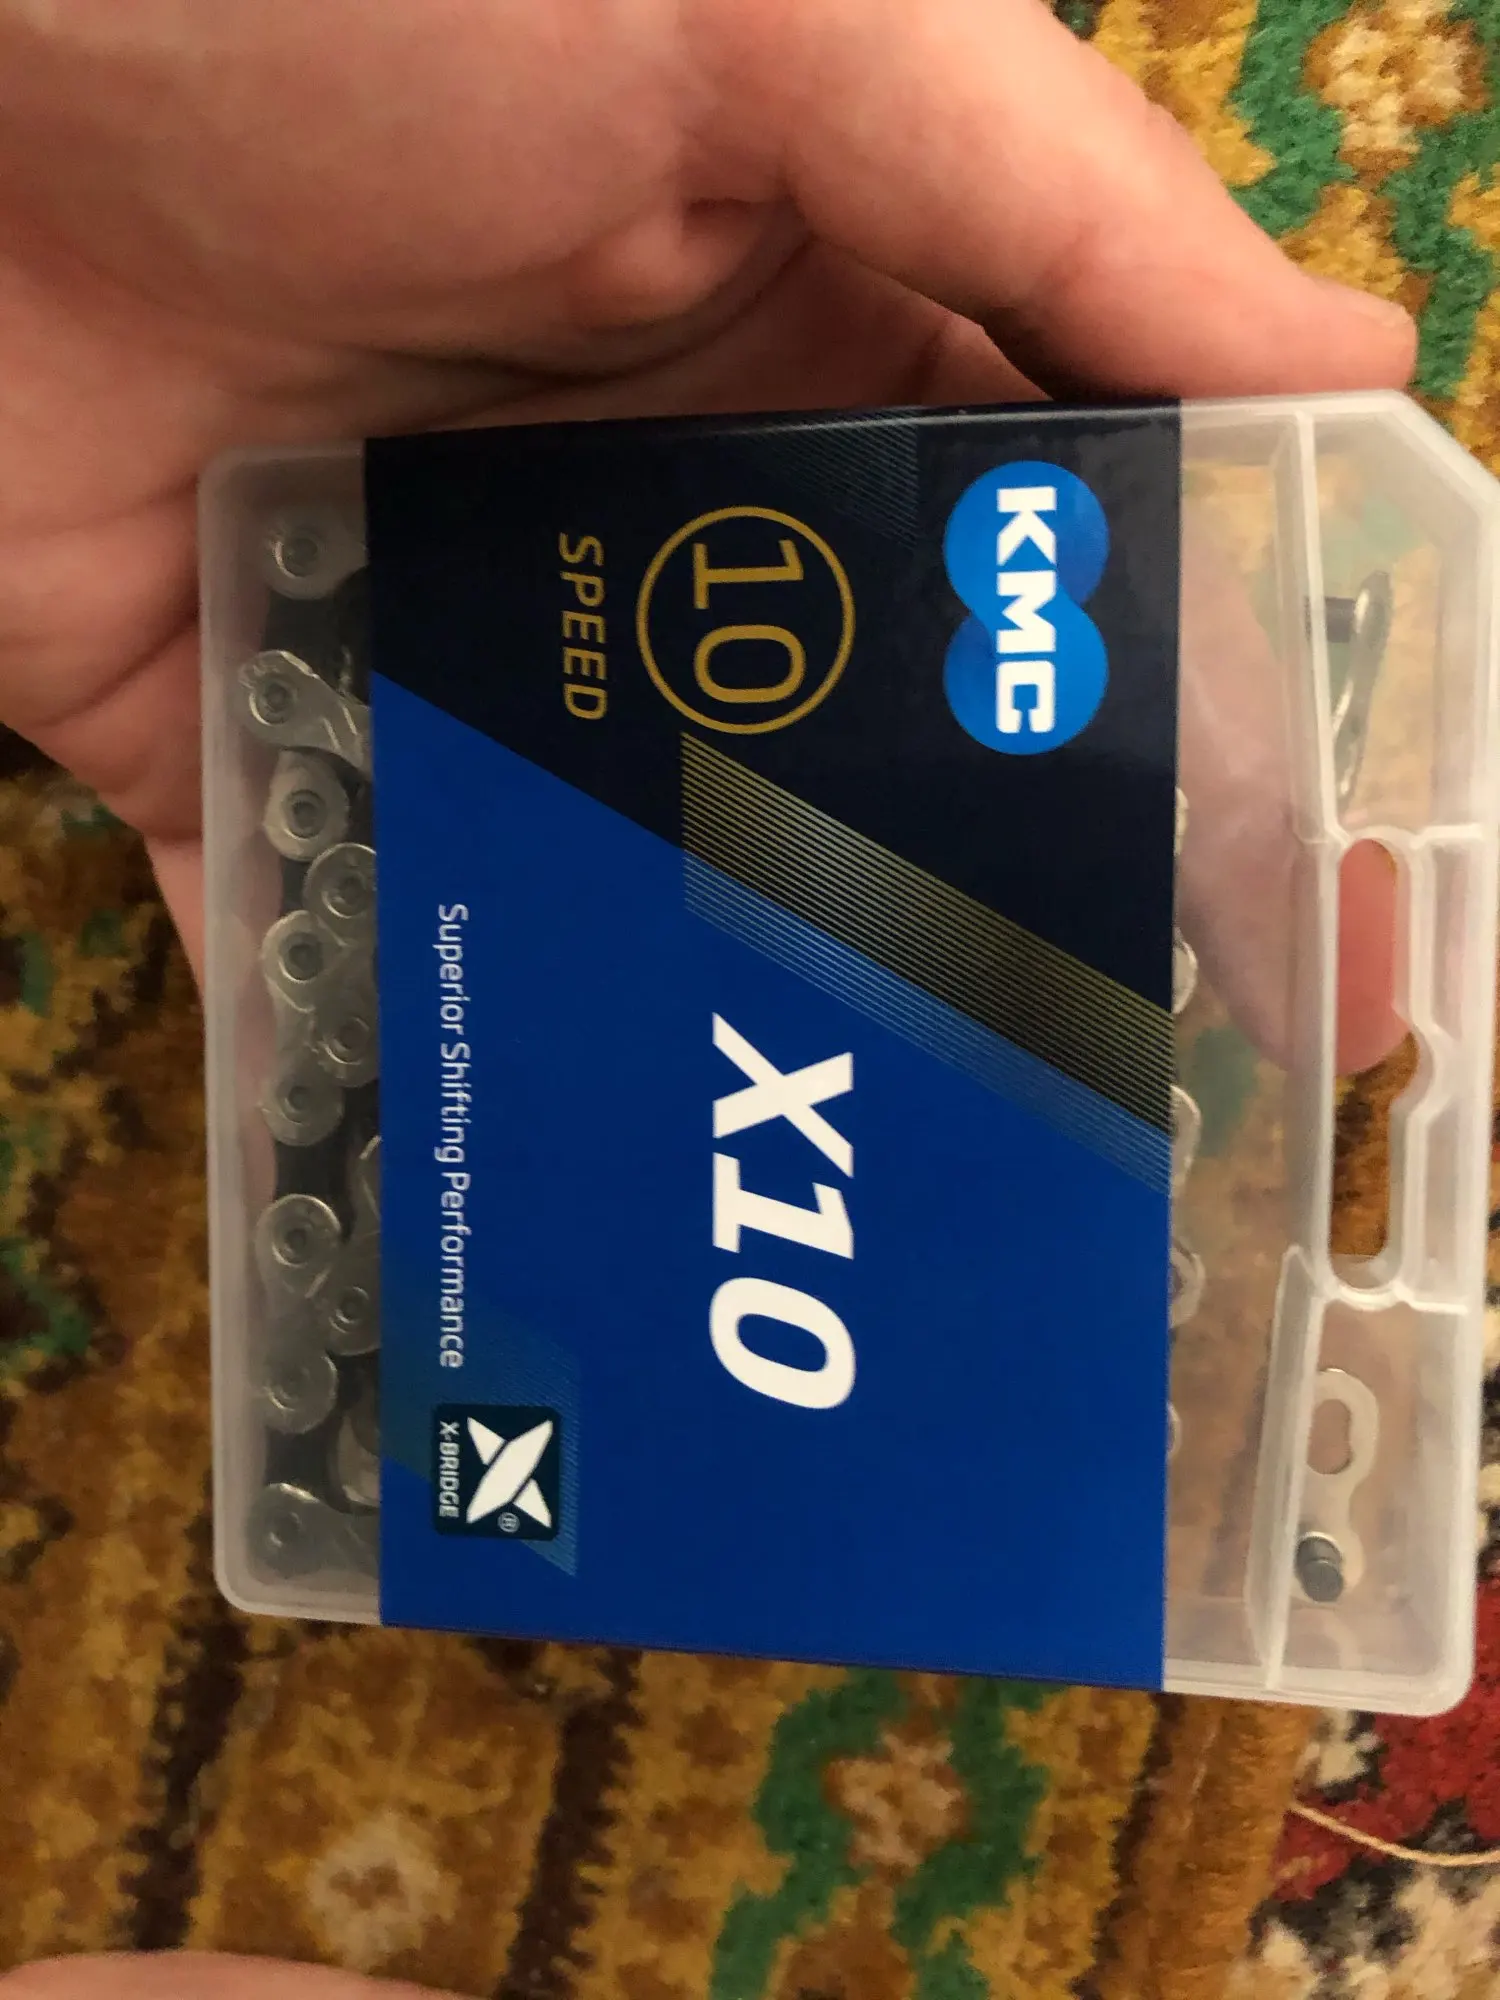 KMC
10
SPEED
X10
Superior Shifting Performance
X-BRIDGE
®